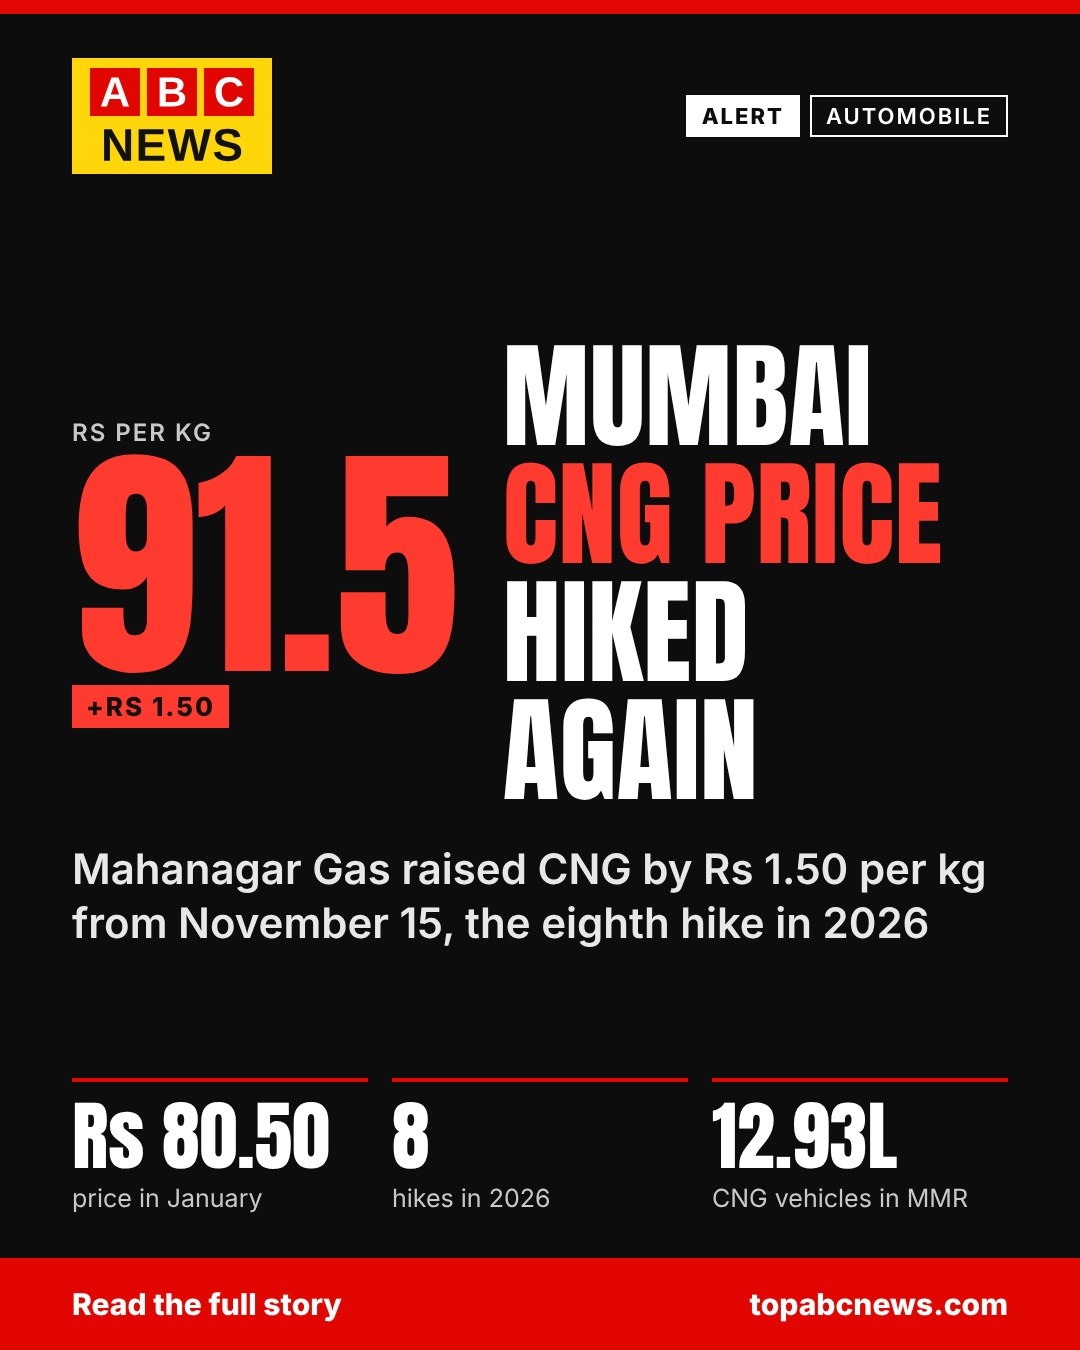 ABC
NEWS
ALERT
AUTOMOBILE
RS PER KG
91.5
+RS 1.50
MUMBAI
CNG PRICE
HIKED
AGAIN
Mahanagar Gas raised CNG by Rs 1.50 per kg
from November 15, the eighth hike in 2026
Rs 80.50
price in January
8
hikes in 2026
12.93L
CNG vehicles in MMR
Read the full story
topabcnews.com